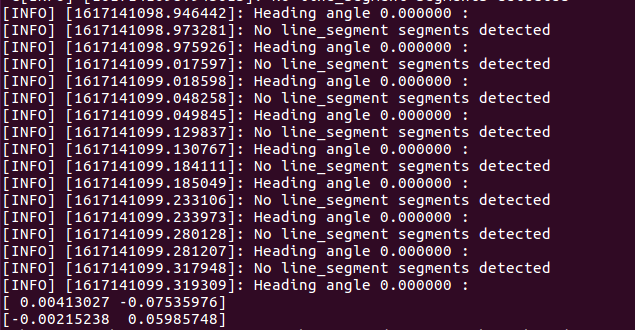 [INFO] [1617141098.946442]: Heading angle 0.000000 :
[INFO] [1617141098.973281]: No line_segment segments detected
[INFO] [1617141098.975926]: Heading angle 0.000000 :
[INFO] [1617141099.017597]: No line_segment segments detected
[INFO] [1617141099.018598]: Heading angle 0.000000 :
[INFO] [1617141099.048258]: No line_segment segments detected
[INFO] [1617141099.049845]: Heading angle 0.000000 :
[INFO] [1617141099.129837]: No line_segment segments detected
[INFO] [1617141099.130767]: Heading angle 0.000000 :
[INFO] [1617141099.184111]: No line_segment segments detected
[INFO] [1617141099.185049]: Heading angle 0.000000 :
[INFO] [1617141099.233106]: No line_segment segments detected
[INFO] [1617141099.233973]: Heading angle 0.000000 :
[INFO] [1617141099.280128]: No line_segment segments detected
[INFO] [1617141099.281207]: Heading angle 0.000000 :
[INFO] [1617141099.317948]: No line_segment segments detected
[INFO] [1617141099.319309]: Heading angle 0.000000 :
[ 0.00413027 -0.07535976]
[-0.00215238  0.05985748]